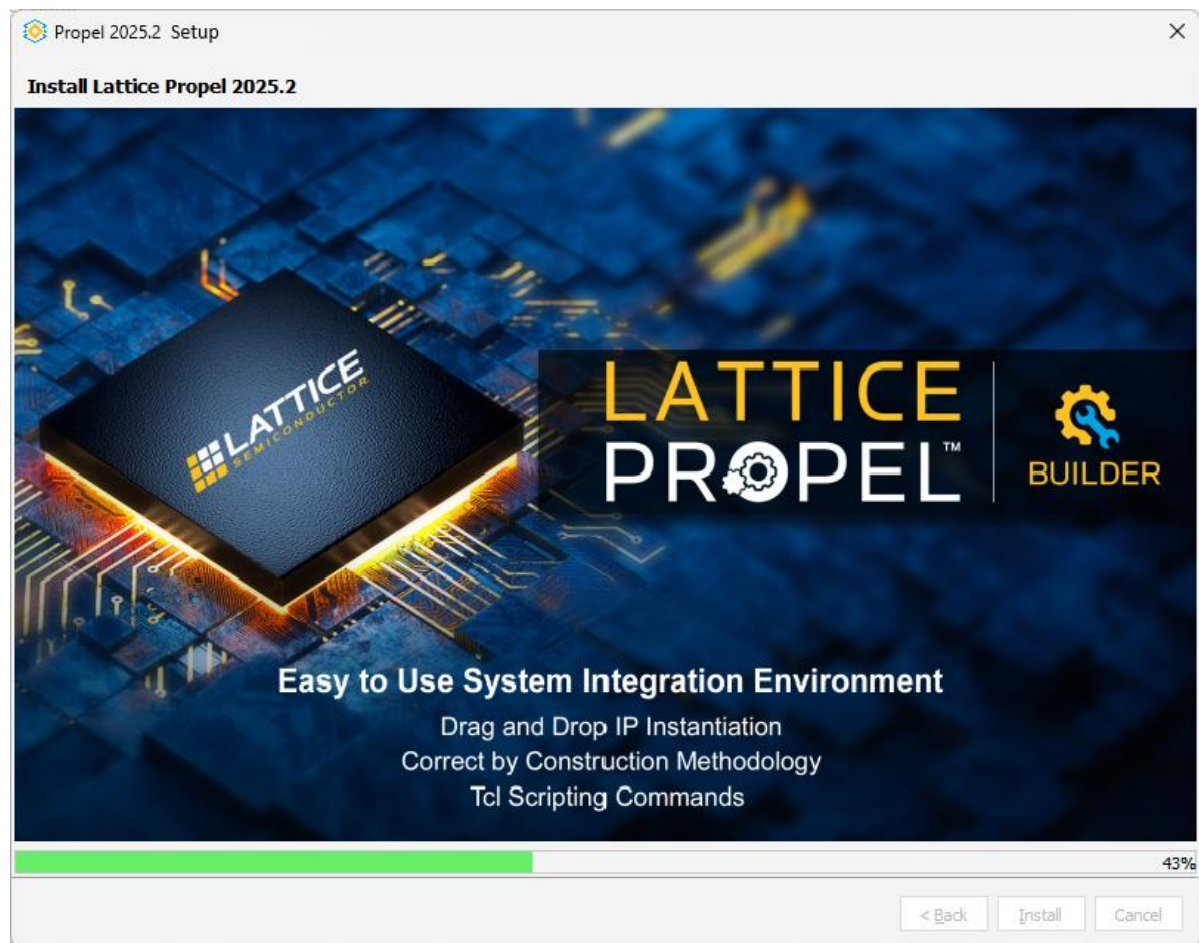 Propel 2025.2 Setup
Install Lattice Propel 2025.2
LATTICE
SEMICONDUCTOR
LATTICE
PROPEL™
BUILDER
Easy to Use System Integration Environment
Drag and Drop IP Instantiation
Correct by Construction Methodology
Tcl Scripting Commands
43%
< Back Install Cancel